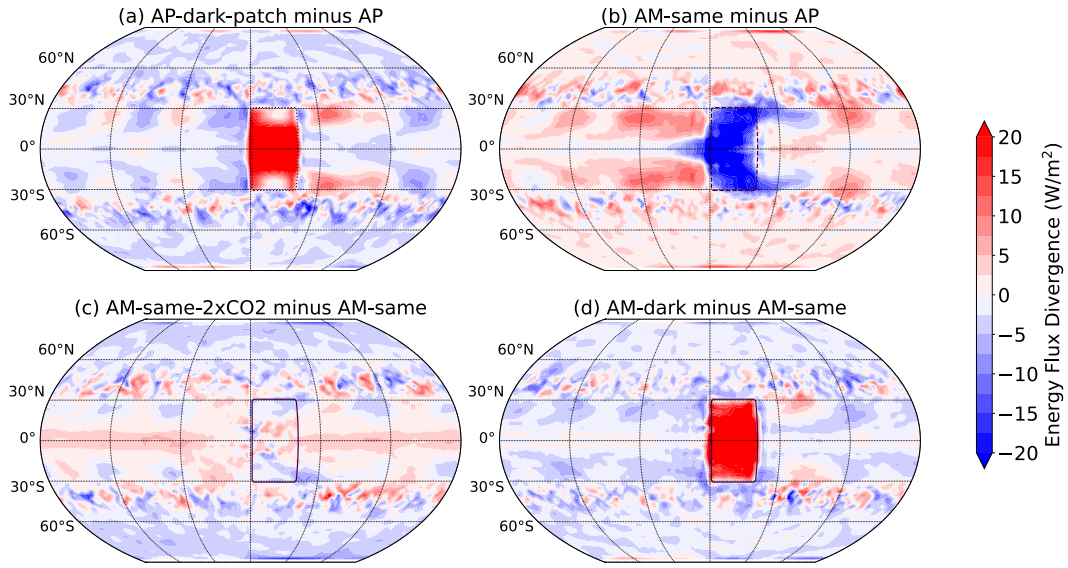 (a) AP-dark-patch minus AP
(b) AM-same minus AP
60°N
30°N
0°
30°S
60°S
60°N
30°N
0°
30°S
60°S
(c) AM-same-2xCO2 minus AM-same
(d) AM-dark minus AM-same
60°N
30°N
0°
30°S
60°S
60°N
30°N
0°
30°S
60°S
20
15
10
5
0
−5
−10
−15
−20
Energy Flux Divergence (W/m²)